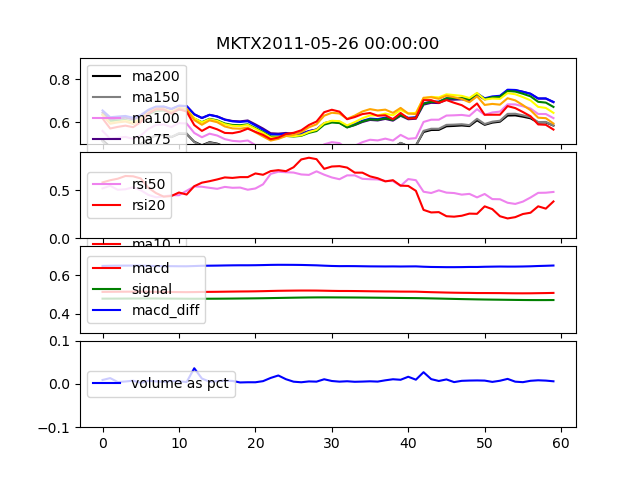 MKTX2011-05-26 00:00:00
0.8
0.6
ma200
ma150
ma100
ma75
0.5
0.0
rsi50
rsi20
ma10
0.6
0.4
macd
signal
macd_diff
0.1
0.0
−0.1
volume as pct
0 10 20 30 40 50 60